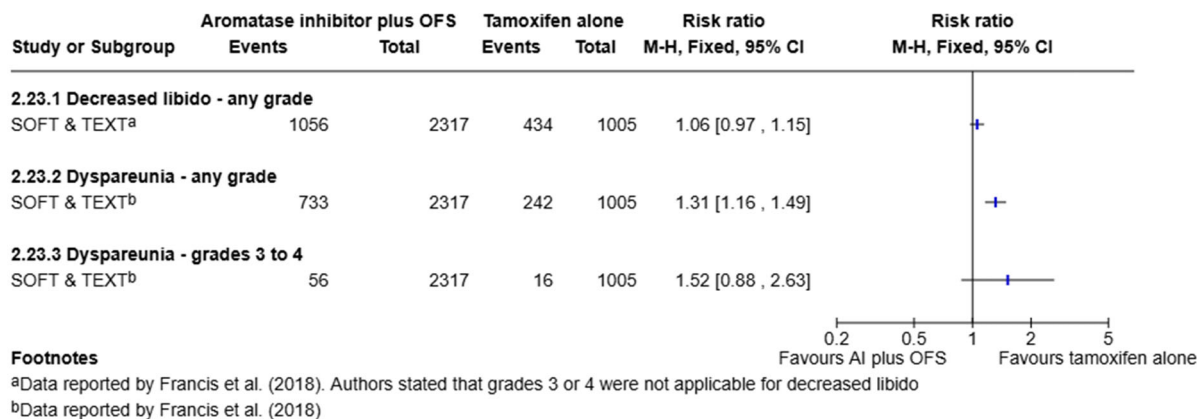 Aromatase inhibitor plus OFS Tamoxifen alone Risk ratio Risk ratio
Study or Subgroup Events Total Events Total M-H, Fixed, 95% CI M-H, Fixed, 95% CI
2.23.1 Decreased libido - any grade
SOFT & TEXTa 1056 2317 434 1005 1.06 [0.97 , 1.15]
2.23.2 Dyspareunia - any grade
SOFT & TEXTb 733 2317 242 1005 1.31 [1.16 , 1.49]
2.23.3 Dyspareunia - grades 3 to 4
SOFT & TEXTb 56 2317 16 1005 1.52 [0.88 , 2.63]
0.2 0.5 1 2 5
Favours AI plus OFS Favours tamoxifen alone
Footnotes
aData reported by Francis et al. (2018). Authors stated that grades 3 or 4 were not applicable for decreased libido
bData reported by Francis et al. (2018)